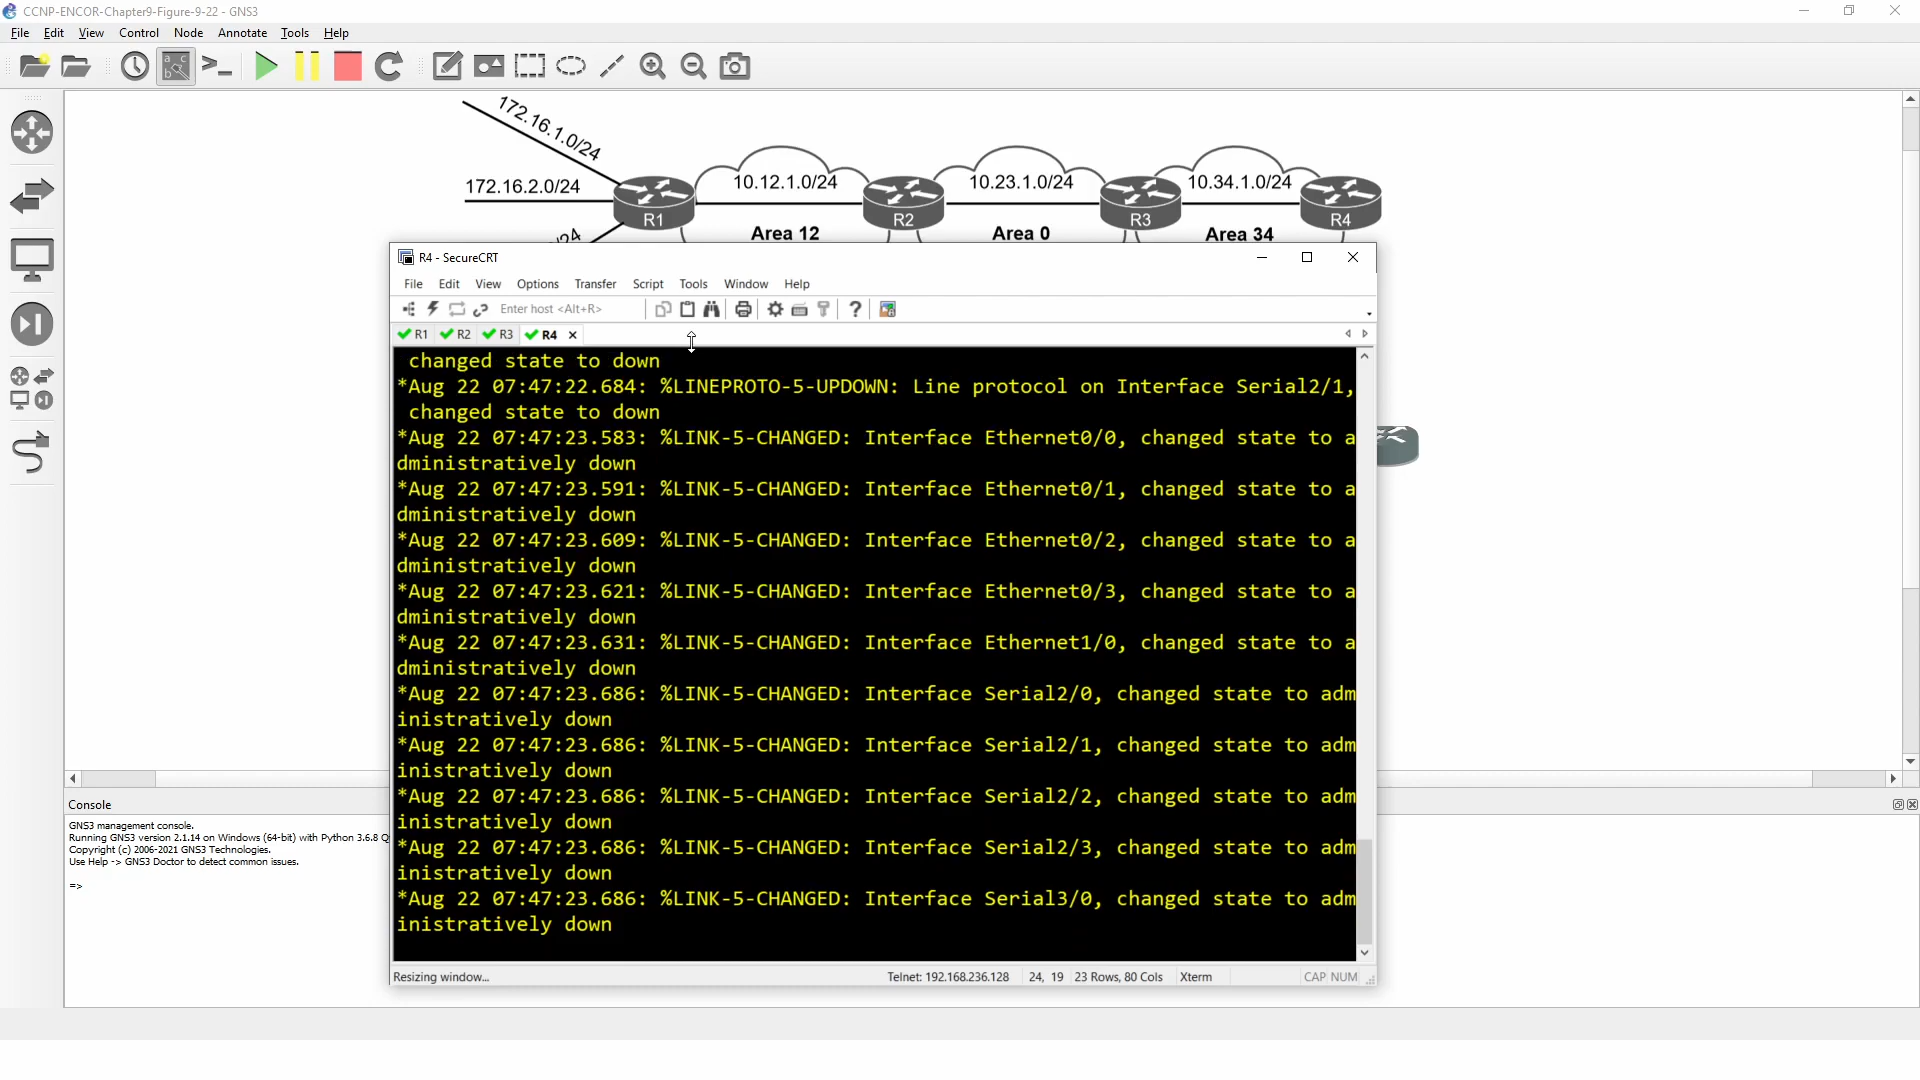 CCNP-ENCOR-Chapter9-Figure-9-22 - GNS3
File Edit View Control Node Annotate Tools Help
172.16.1.0/24
172.16.2.0/24
10.12.1.0/24
10.23.1.0/24
10.34.1.0/24
R1
R2
R3
R4
/24
Area 12
Area 0
Area 34
R4 - SecureCRT
File Edit View Options Transfer Script Tools Window Help
Enter host <Alt+R>
R1 R2 R3 R4
changed state to down
*Aug 22 07:47:22.684: %LINEPROTO-5-UPDOWN: Line protocol on Interface Serial2/1,
changed state to down
*Aug 22 07:47:23.583: %LINK-5-CHANGED: Interface Ethernet0/0, changed state to a
dministratively down
*Aug 22 07:47:23.591: %LINK-5-CHANGED: Interface Ethernet0/1, changed state to a
dministratively down
*Aug 22 07:47:23.609: %LINK-5-CHANGED: Interface Ethernet0/2, changed state to a
dministratively down
*Aug 22 07:47:23.621: %LINK-5-CHANGED: Interface Ethernet0/3, changed state to a
dministratively down
*Aug 22 07:47:23.631: %LINK-5-CHANGED: Interface Ethernet1/0, changed state to a
dministratively down
*Aug 22 07:47:23.686: %LINK-5-CHANGED: Interface Serial2/0, changed state to adm
inistratively down
*Aug 22 07:47:23.686: %LINK-5-CHANGED: Interface Serial2/1, changed state to adm
inistratively down
*Aug 22 07:47:23.686: %LINK-5-CHANGED: Interface Serial2/2, changed state to adm
inistratively down
*Aug 22 07:47:23.686: %LINK-5-CHANGED: Interface Serial2/3, changed state to adm
inistratively down
*Aug 22 07:47:23.686: %LINK-5-CHANGED: Interface Serial3/0, changed state to adm
inistratively down
Resizing window... Telnet: 192.168.236.128 24, 19 23 Rows, 80 Cols Xterm CAP NUM
Console
GNS3 management console.
Running GNS3 version 2.1.14 on Windows (64-bit) with Python 3.6.8 Q
Copyright (c) 2006-2021 GNS3 Technologies.
Use Help -> GNS3 Doctor to detect common issues.
=>